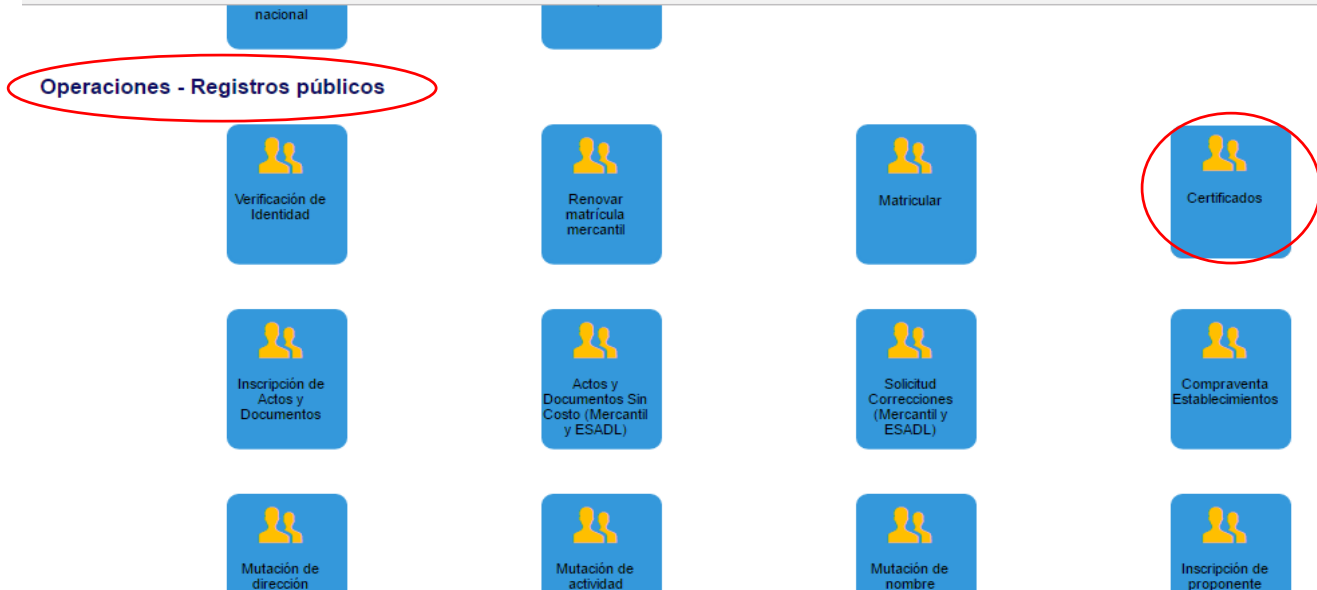 nacional
Operaciones - Registros públicos
Verificación de
Identidad
Renovar
matrícula
mercantil
Matricular
Certificados
Inscripción de
Actos y
Documentos
Actos y
Documentos Sin
Costo (Mercantil
y ESADL)
Solicitud
Correcciones
(Mercantil y
ESADL)
Compraventa
Establecimientos
Mutación de
dirección
Mutación de
actividad
Mutación de
nombre
Inscripción de
proponente